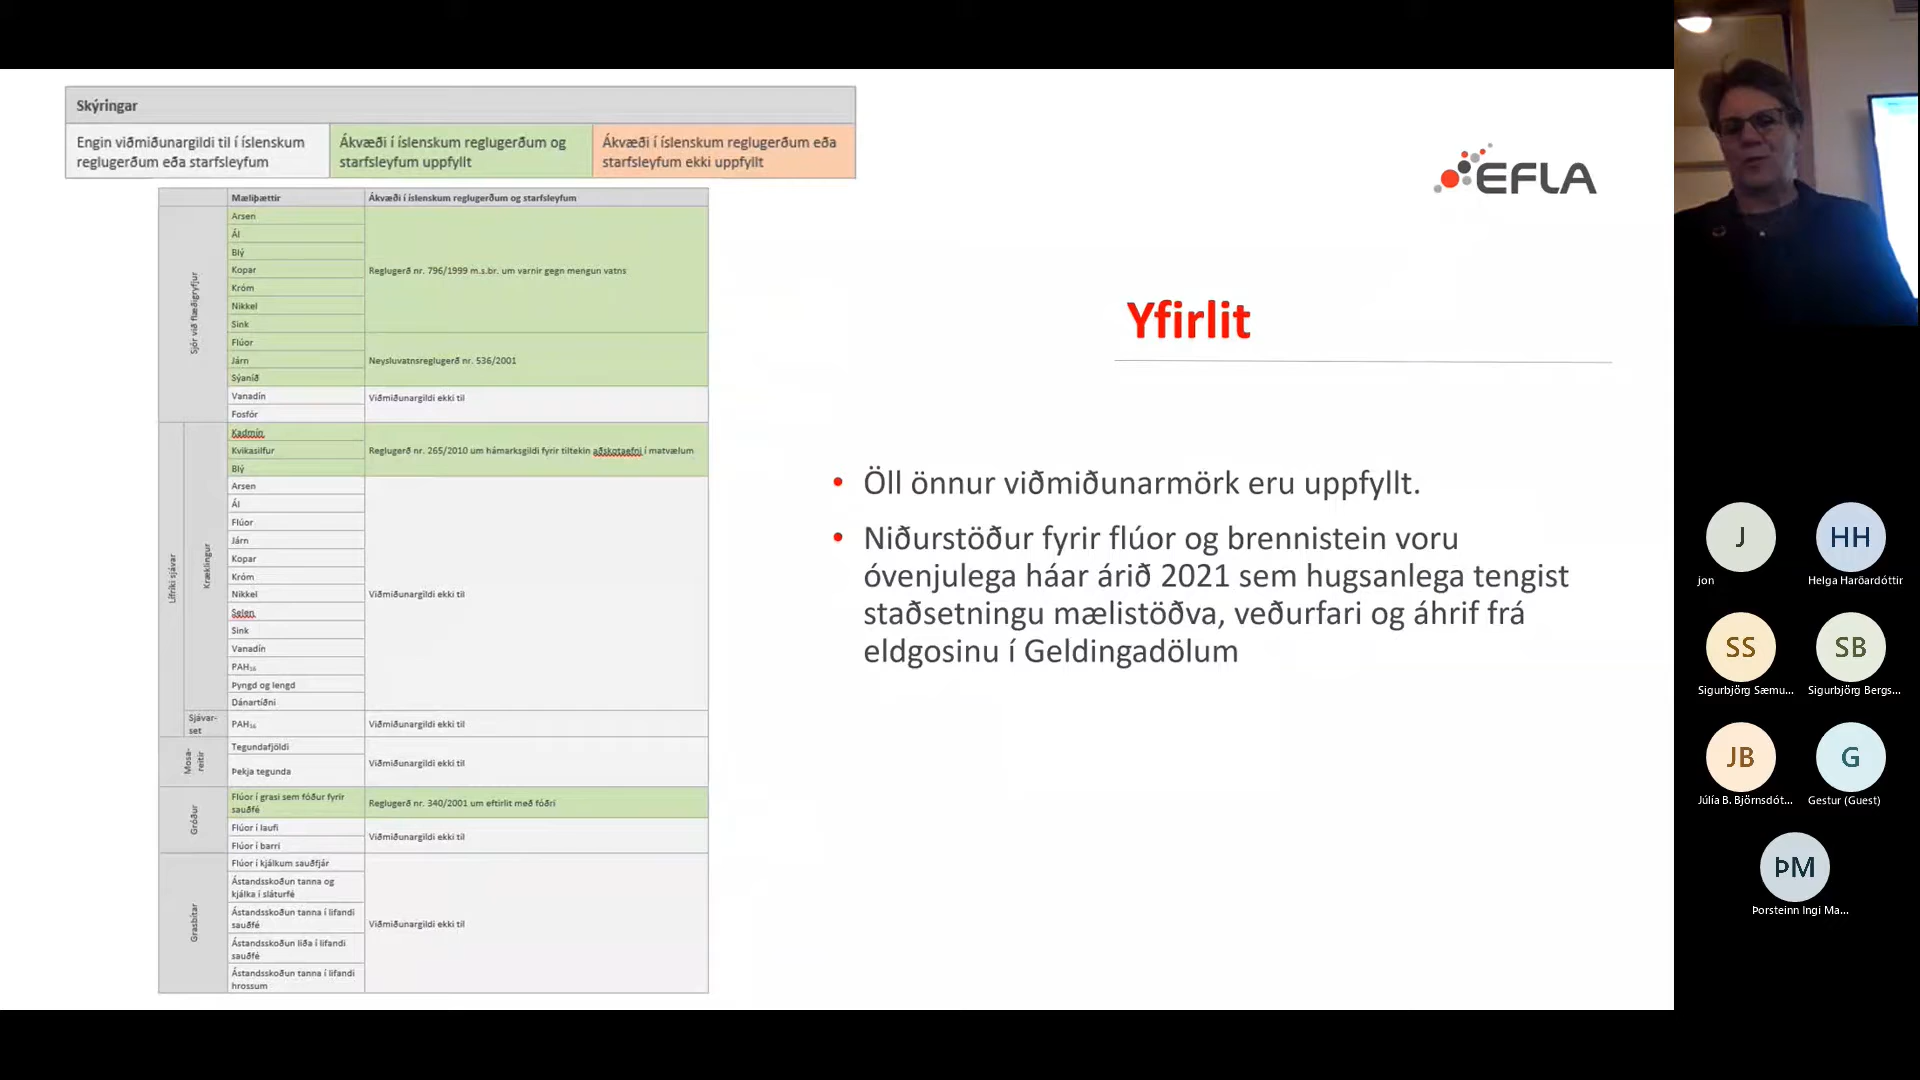 Skýringar
Engin viðmiðunargildi til í íslenskum
reglugerðum eða starfsleyfum
Ákvæði í íslenskum reglugerðum og
starfsleyfum uppfyllt
Ákvæði í íslenskum reglugerðum eða
starfsleyfum ekki uppfyllt
Mæliþættir
Ákvæði í íslenskum reglugerðum og starfsleyfum
Sjór við flæðigryfjur
Arsen
Ál
Blý
Kopar
Króm
Nikkel
Sink
Reglugerð nr. 796/1999 m.s.br. um varnir gegn mengun vatns
Flúor
Járn
Sýaníð
Neysluvatnsreglugerð nr. 536/2001
Vanadín
Fosfór
Viðmiðunargildi ekki til
Lífríki sjávar
Kræklingur
Kadmín
Kvikasilfur
Blý
Reglugerð nr. 265/2010 um hámarksgildi fyrir tiltekin aðskotaefni í matvælum
Arsen
Ál
Flúor
Járn
Kopar
Króm
Nikkel
Selen
Sink
Vanadín
PAH₁₆
Þyngd og lengd
Dánartíðni
Viðmiðunargildi ekki til
Sjávar-
set
PAH₁₆
Viðmiðunargildi ekki til
Mosa-
reitir
Tegundafjöldi
Þekja tegunda
Viðmiðunargildi ekki til
Gróður
Flúor í grasi sem fóður fyrir
sauðfé
Reglugerð nr. 340/2001 um eftirlit með fóðri
Flúor í laufi
Flúor í barri
Viðmiðunargildi ekki til
Grasbítar
Flúor í kjálkum sauðfjár
Ástandsskoðun tanna og
kjálka í sláturfé
Ástandsskoðun tanna í lifandi
sauðfé
Ástandsskoðun liða í lifandi
sauðfé
Ástandsskoðun tanna í lifandi
hrossum
Viðmiðunargildi ekki til
EFLA
Yfirlit
• Öll önnur viðmiðunarmörk eru uppfyllt.
• Niðurstöður fyrir flúor og brennistein voru
óvenjulega háar árið 2021 sem hugsanlega tengist
staðsetningu mælistöðva, veðurfari og áhrif frá
eldgosinu í Geldingadölum
J
jon
HH
Helga Harðardóttir
SS
Sigurbjörg Sæmu...
SB
Sigurbjörg Bergs...
JB
Júlía B. Björnsdót...
G
Gestur (Guest)
ÞM
Þorsteinn Ingi Ma...